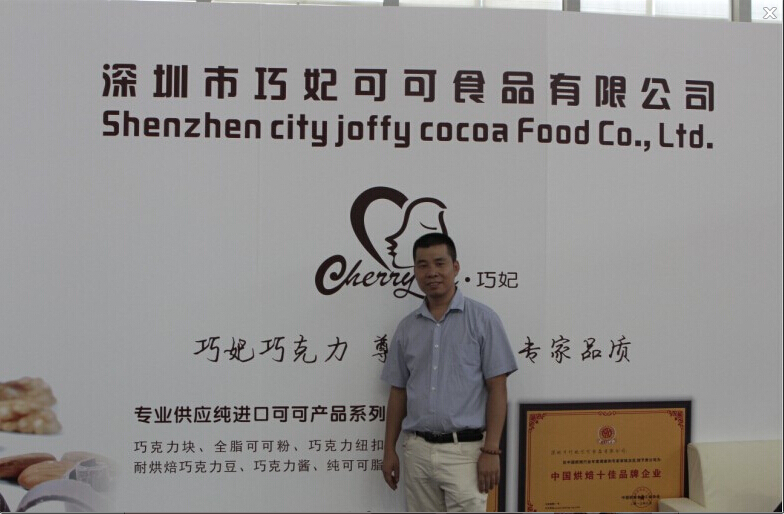 深圳市巧妃可可食品有限公司
Shenzhen city joffy cocoa Food Co., Ltd.
Cherry
·巧妃
巧妃巧克力 尊 专家品质
专业供应纯进口可可产品系列
巧克力块、全脂可可粉、巧克力纽扣
耐烘焙巧克力豆、巧克力酱、纯可可脂
中国烘焙十佳品牌企业